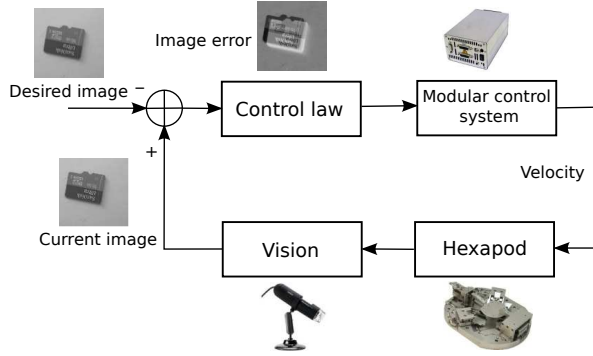 Image error
Desired image −
Control law
Modular control
system
+
Velocity
Current image
Vision
Hexapod